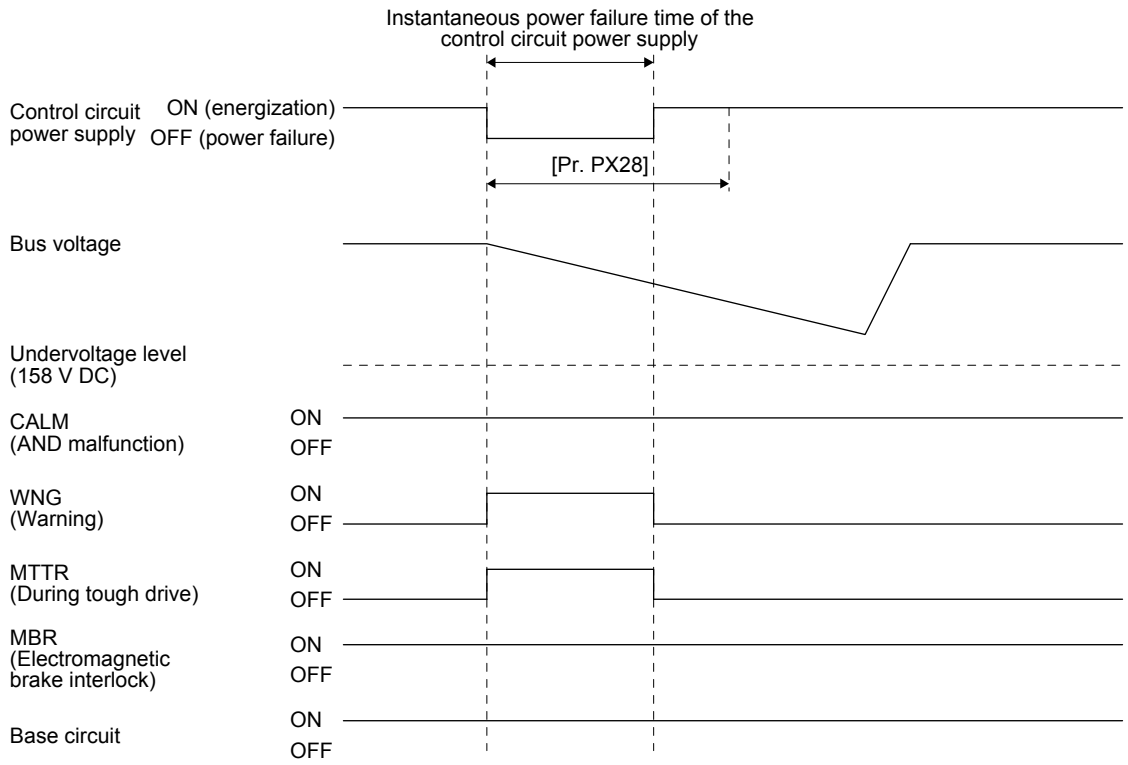 Instantaneous power failure time of the
control circuit power supply
Control circuit
power supply
ON (energization)
OFF (power failure)
[Pr. PX28]
Bus voltage
Undervoltage level
(158 V DC)
CALM
(AND malfunction)
ON
OFF
WNG
(Warning)
ON
OFF
MTTR
(During tough drive)
ON
OFF
MBR
(Electromagnetic
brake interlock)
ON
OFF
Base circuit
ON
OFF